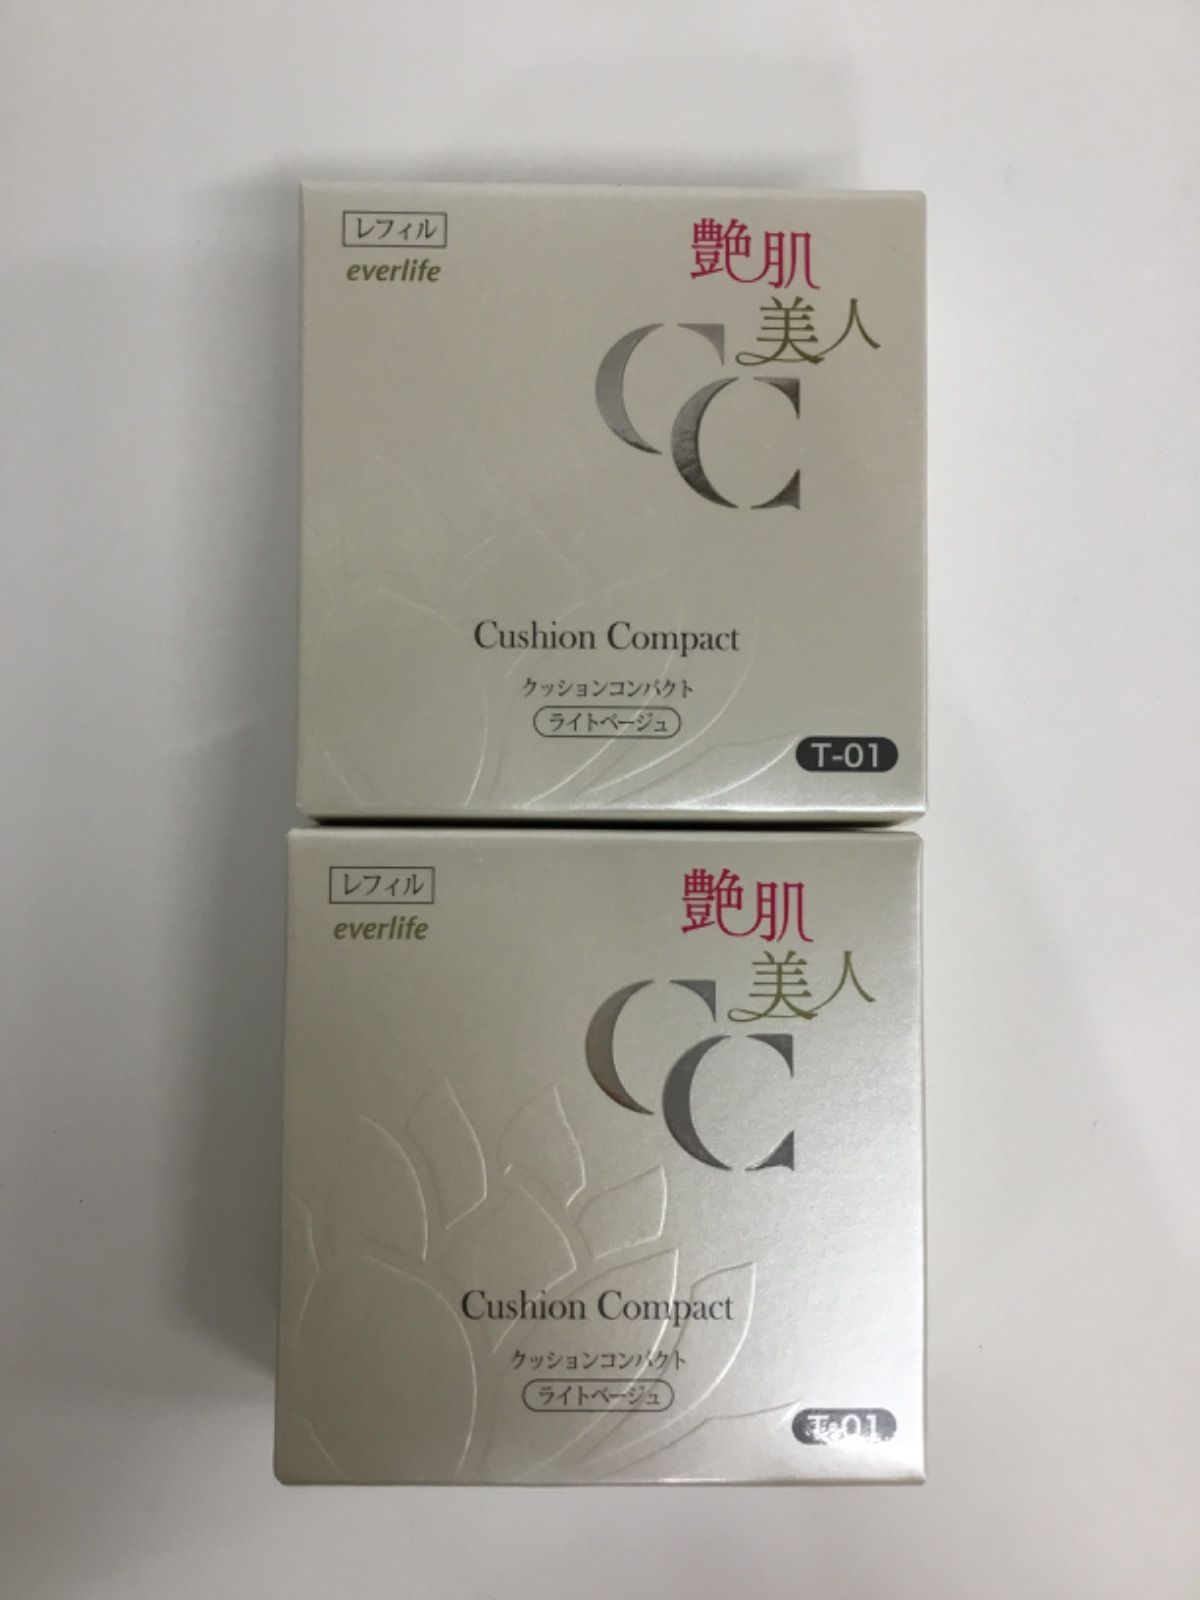 レフィル
everlife
艶肌
美人
CC
Cushion Compact
クッションコンパクト
ライトベージュ
T-01
レフィル
everlife
艶肌
美人
CC
Cushion Compact
クッションコンパクト
ライトベージュ
T-01